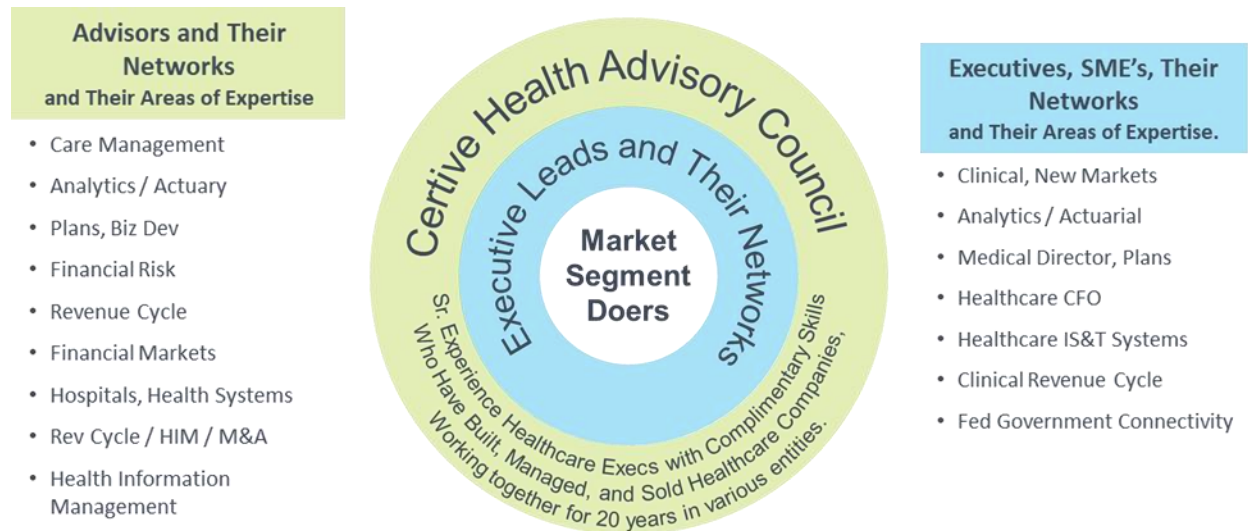 Advisors and Their
Networks
and Their Areas of Expertise
• Care Management
• Analytics / Actuary
• Plans, Biz Dev
• Financial Risk
• Revenue Cycle
• Financial Markets
• Hospitals, Health Systems
• Rev Cycle / HIM / M&A
• Health Information
Management
Certive Health Advisory Council
Executive Leads and Their Networks
Market
Segment
Doers
Sr. Experience Healthcare Execs with Complimentary Skills
Who Have Built, Managed, and Sold Healthcare Companies,
Working together for 20 years in various entities.
Executives, SME's, Their
Networks
and Their Areas of Expertise.
• Clinical, New Markets
• Analytics / Actuarial
• Medical Director, Plans
• Healthcare CFO
• Healthcare IS&T Systems
• Clinical Revenue Cycle
• Fed Government Connectivity